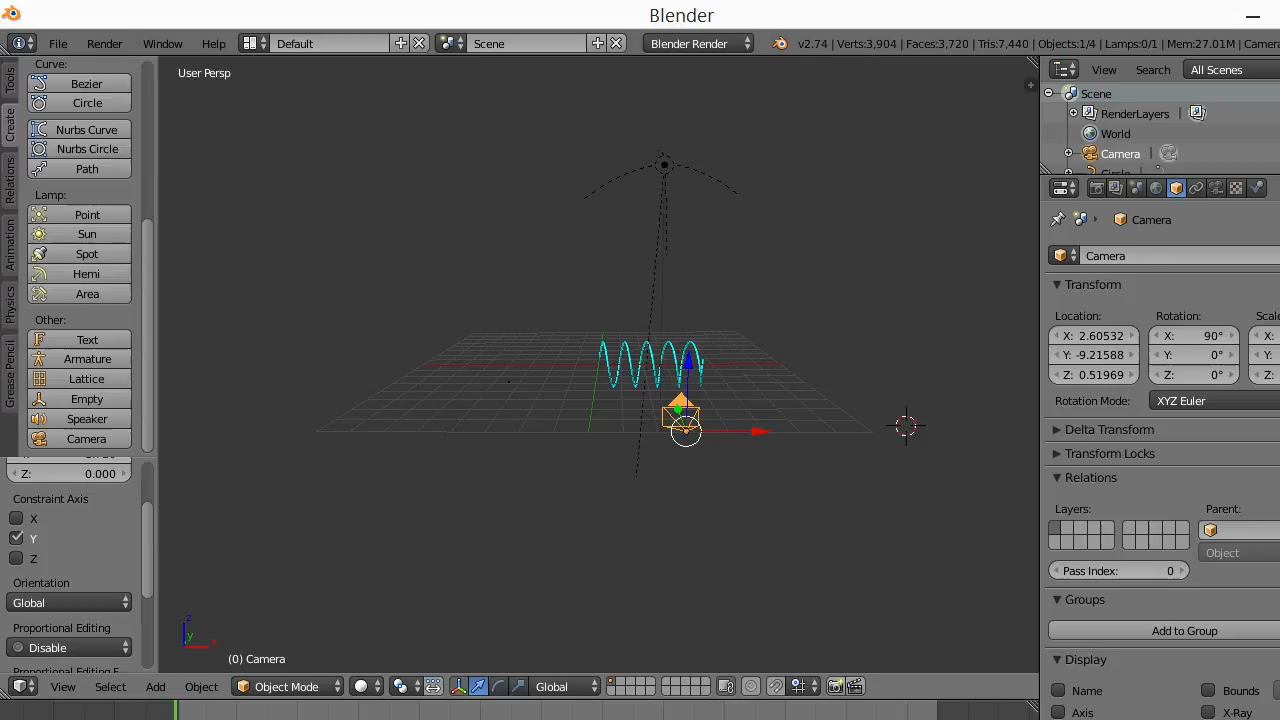 Blender
File Render Window Help Default Scene Blender Render v2.74 | Verts:3,904 | Faces:3,720 | Tris:7,440 | Objects:1/4 | Lamps:0/1 | Mem:27.01M | Camera
Tools
Create
Relations
Animation
Physics
Grease Pencil
Curve:
Bezier
Circle
Nurbs Curve
Nurbs Circle
Path
Lamp:
Point
Sun
Spot
Hemi
Area
Other:
Text
Armature
Lattice
Empty
Speaker
Camera
Z: 0.000
Constraint Axis
X
Y
Z
Orientation
Global
Proportional Editing
Disable
User Persp
z
y
x
(0) Camera
View Select Add Object Object Mode Global
View Search All Scenes
Scene
RenderLayers
World
Camera
Camera
Camera
Transform
Location: Rotation: Scale
X: 2.60532 X: 90° X:
Y: -9.21588 Y: 0° Y:
Z: 0.51969 Z: 0° Z:
Rotation Mode: XYZ Euler
Delta Transform
Transform Locks
Relations
Layers: Parent:
Object
Pass Index: 0
Groups
Add to Group
Display
Name Bounds
Axis X-Ray